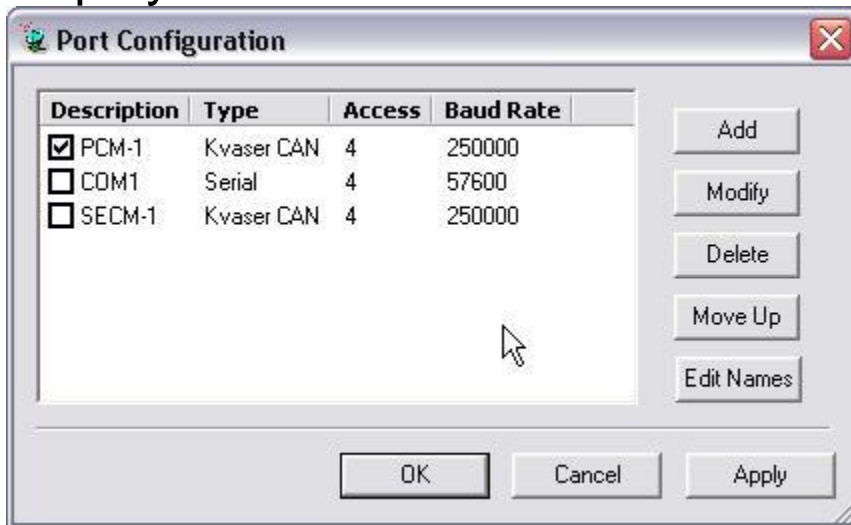 Port Configuration
Description Type Access Baud Rate
PCM-1 Kvaser CAN 4 250000
COM1 Serial 4 57600
SECM-1 Kvaser CAN 4 250000
Add
Modify
Delete
Move Up
Edit Names
OK Cancel Apply